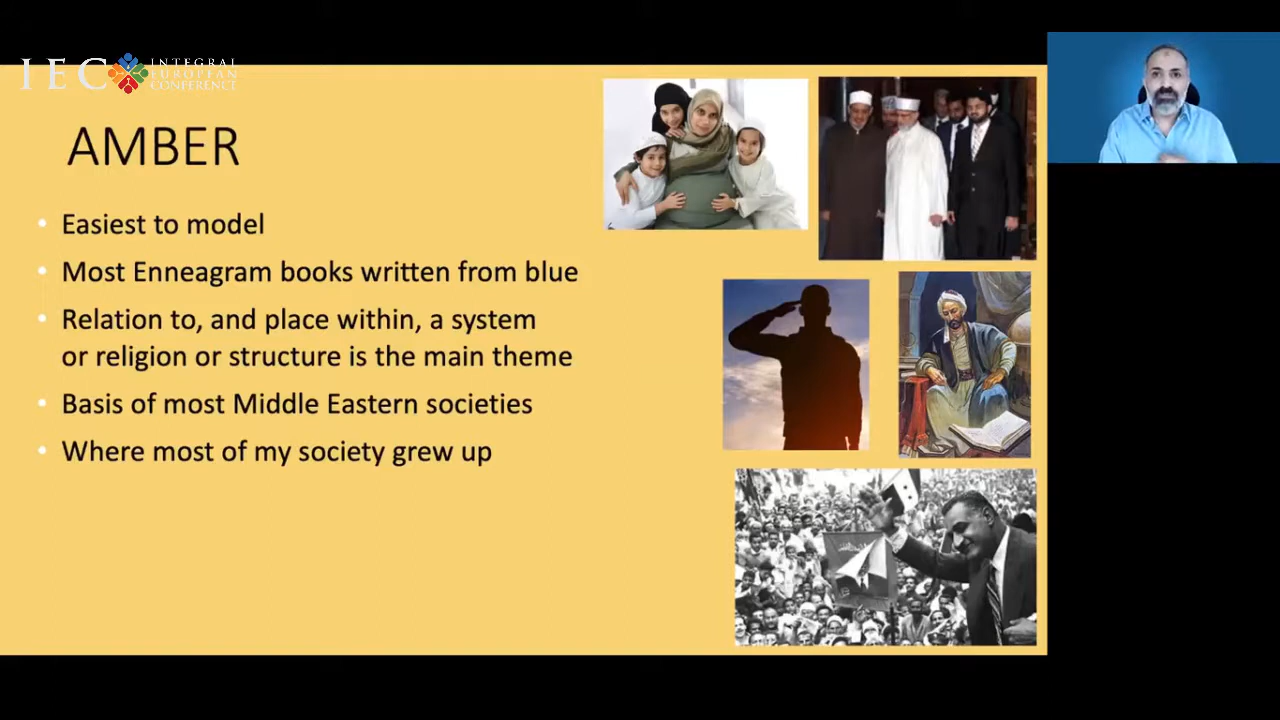 IEC INTEGRAL
EUROPEAN
CONFERENCE
AMBER
• Easiest to model
• Most Enneagram books written from blue
• Relation to, and place within, a system
or religion or structure is the main theme
• Basis of most Middle Eastern societies
• Where most of my society grew up